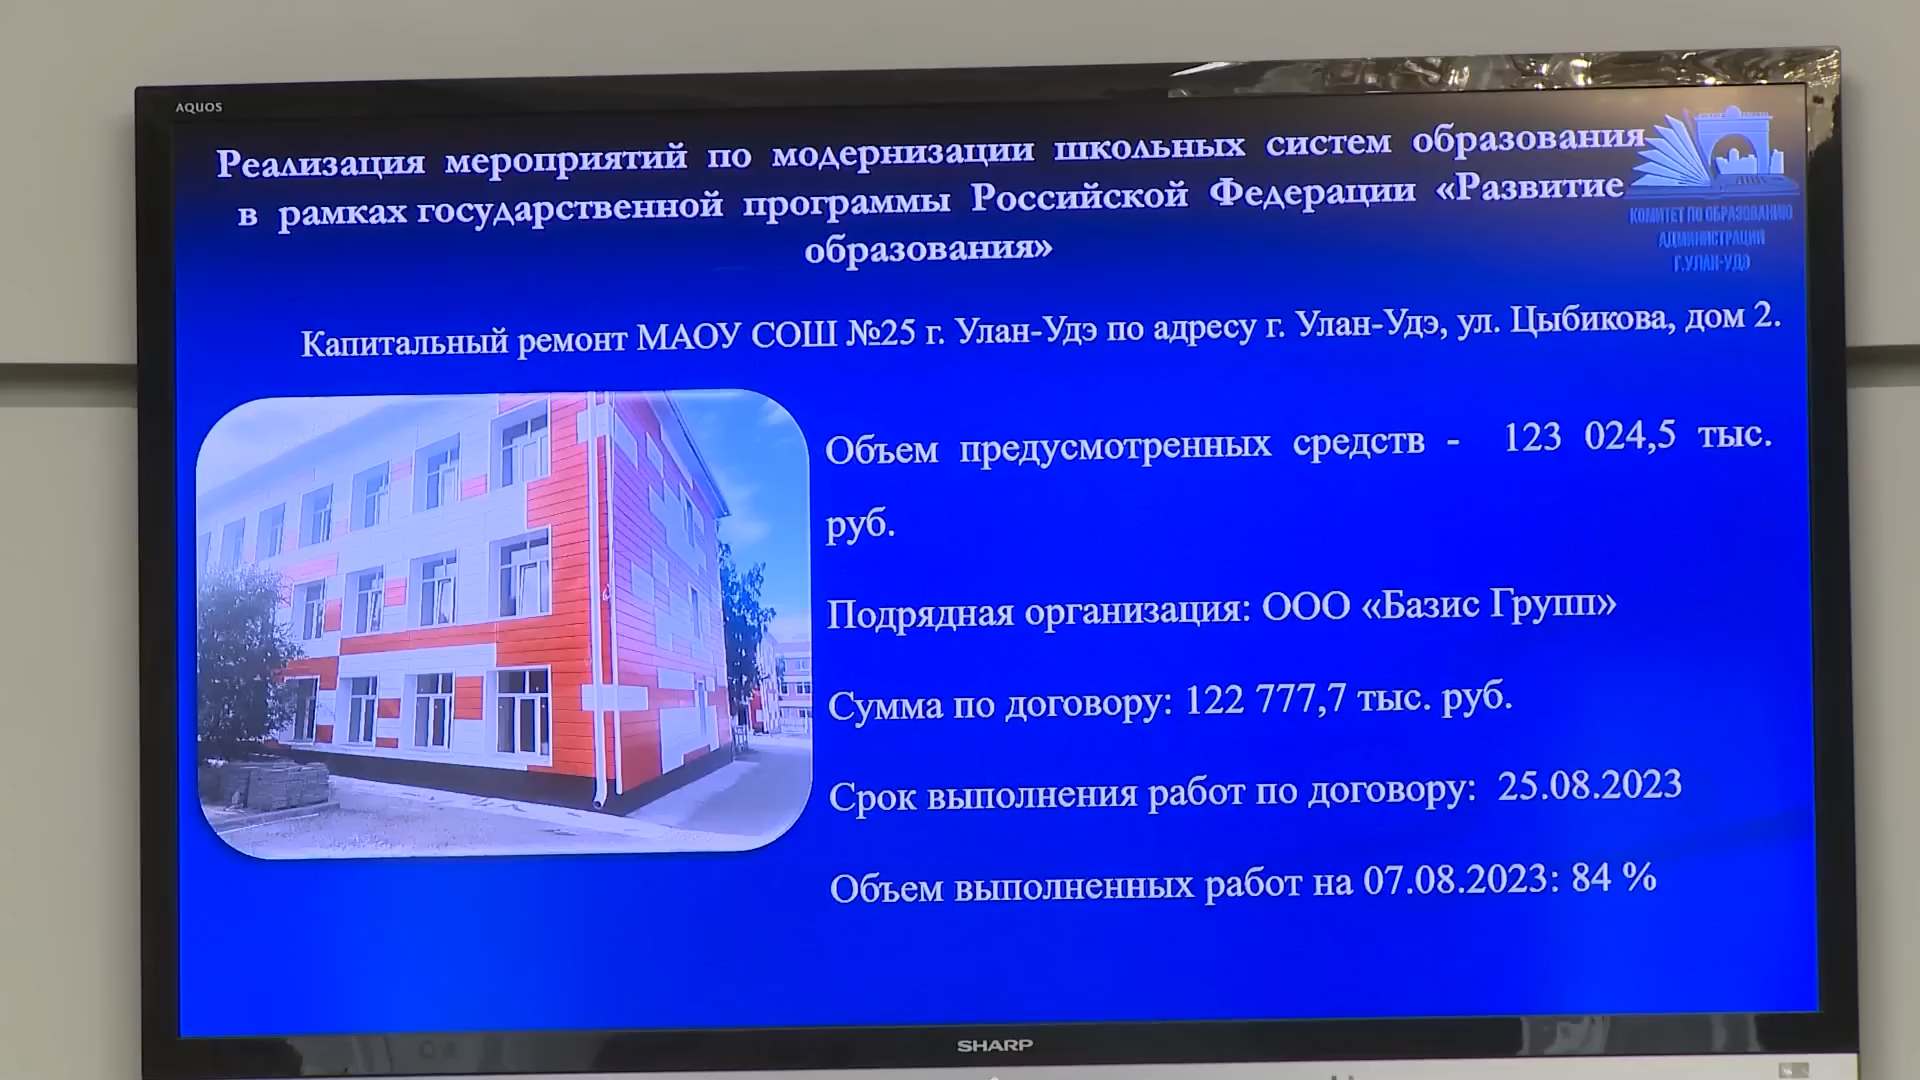 AQUOS
Реализация мероприятий по модернизации школьных систем образования
в рамках государственной программы Российской Федерации «Развитие
образования»
КОМИТЕТ ПО ОБРАЗОВАНИЮ
АДМИНИСТРАЦИИ
Г.УЛАН-УДЭ
Капитальный ремонт МАОУ СОШ №25 г. Улан-Удэ по адресу г. Улан-Удэ, ул. Цыбикова, дом 2.
Объем предусмотренных средств - 123 024,5 тыс.
руб.
Подрядная организация: ООО «Базис Групп»
Сумма по договору: 122 777,7 тыс. руб.
Срок выполнения работ по договору: 25.08.2023
Объем выполненных работ на 07.08.2023: 84 %
SHARP